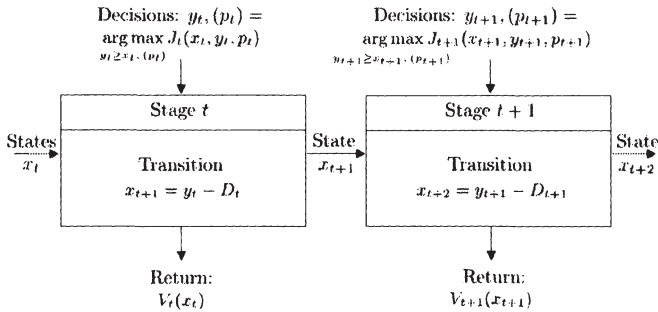 Decisions: y_t, (p_t) =
arg max J_t(x_t, y_t, p_t)
y_t≥x_t, (p_t)
Stage t
States
x_t
Transition
x_{t+1} = y_t − D_t
Return:
V_t(x_t)
State
x_{t+1}
Decisions: y_{t+1}, (p_{t+1}) =
arg max J_{t+1}(x_{t+1}, y_{t+1}, p_{t+1})
y_{t+1}≥x_{t+1}, (p_{t+1})
Stage t + 1
Transition
x_{t+2} = y_{t+1} − D_{t+1}
Return:
V_{t+1}(x_{t+1})
State
x_{t+2}